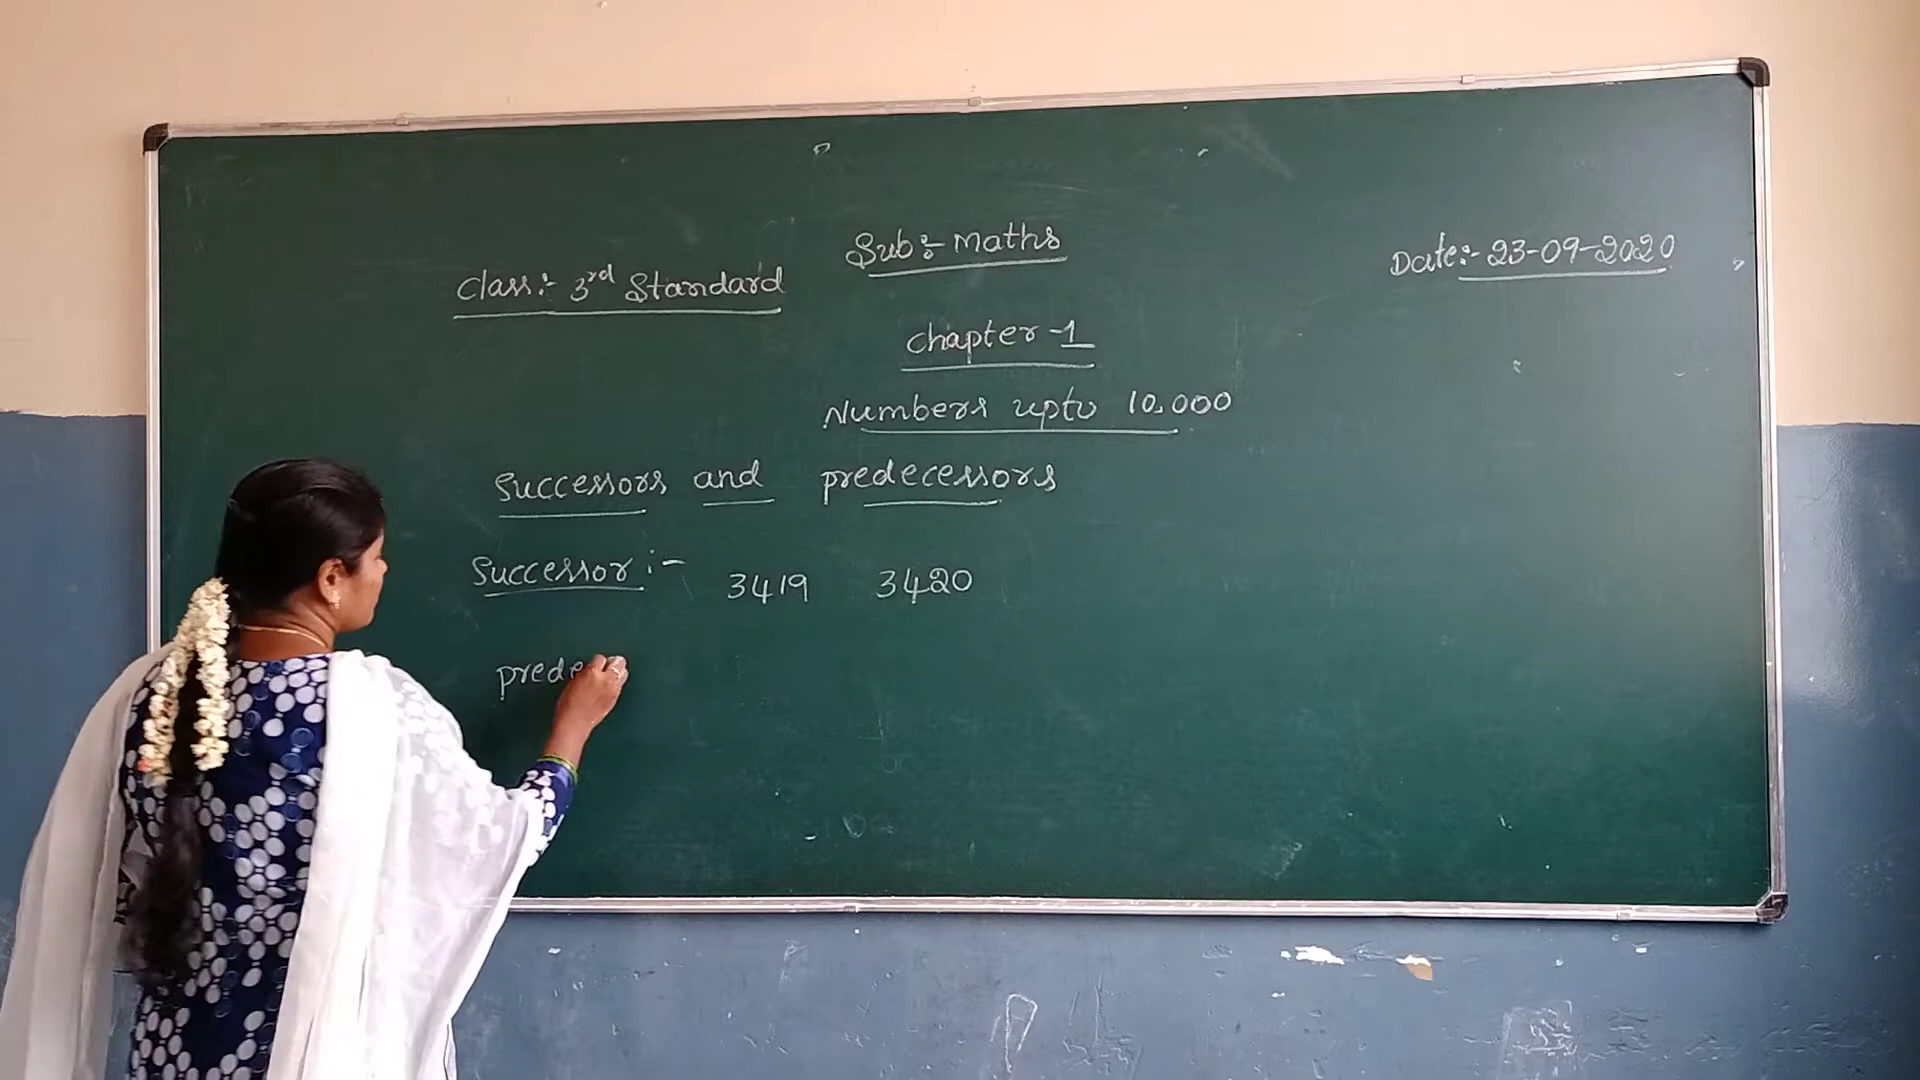 Sub:- Maths
Date:- 23-09-2020
Class:- 3rd Standard
Chapter-1
Numbers upto 10,000
Successors and predecessors
Successor:- 3419 3420
prede